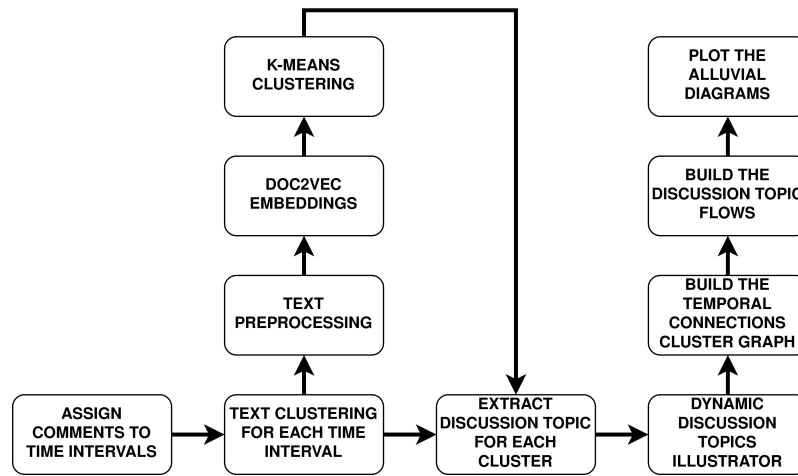 K-MEANS
CLUSTERING
PLOT THE
ALLUVIAL
DIAGRAMS
DOC2VEC
EMBEDDINGS
BUILD THE
DISCUSSION TOPIC
FLOWS
TEXT
PREPROCESSING
BUILD THE
TEMPORAL
CONNECTIONS
CLUSTER GRAPH
ASSIGN
COMMENTS TO
TIME INTERVALS
TEXT CLUSTERING
FOR EACH TIME
INTERVAL
EXTRACT
DISCUSSION TOPIC
FOR EACH
CLUSTER
DYNAMIC
DISCUSSION
TOPICS
ILLUSTRATOR